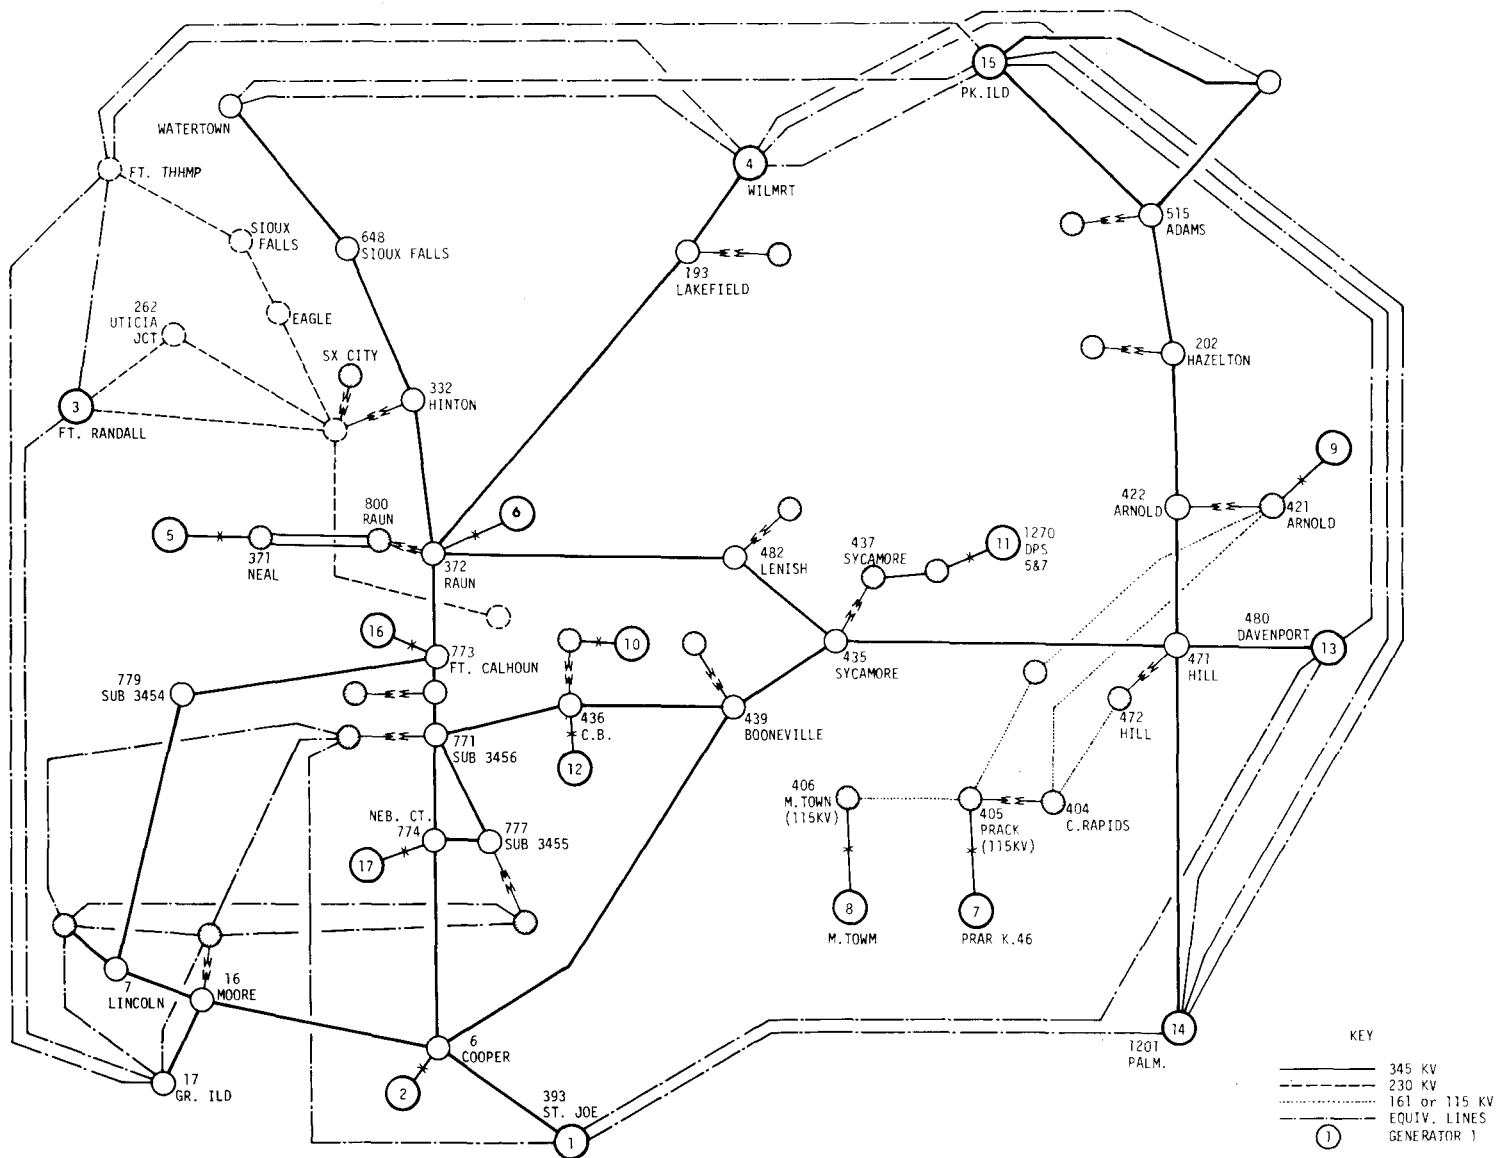 15
PK.ILD
WATERTOWN
4
WILMRT
FT. THHMP
SIOUX
FALLS
648
SIOUX FALLS
515
ADAMS
193
LAKEFIELD
262
UTICIA
JCT
EAGLE
SX CITY
202
HAZELTON
332
HINTON
3
FT. RANDALL
9
800
RAUN
6
5
371
NEAL
372
RAUN
482
LENISH
437
SYCAMORE
11
1270
DPS
5&7
422
ARNOLD
421
ARNOLD
16
773
FT. CALHOUN
10
435
SYCAMORE
471
HILL
480
DAVENPORT
13
779
SUB 3454
436
C.B.
439
BOONEVILLE
472
HILL
771
SUB 3456
12
406
M.TOWN
(115KV)
405
PRACK
(115KV)
404
C.RAPIDS
NEB. CT.
774
777
SUB 3455
17
8
M.TOWM
7
PRAR K.46
7
LINCOLN
16
MOORE
6
COOPER
2
17
GR. ILD
393
ST. JOE
1
14
1201
PALM.
KEY
345 KV
230 KV
161 or 115 KV
EQUIV. LINES
1
GENERATOR 1